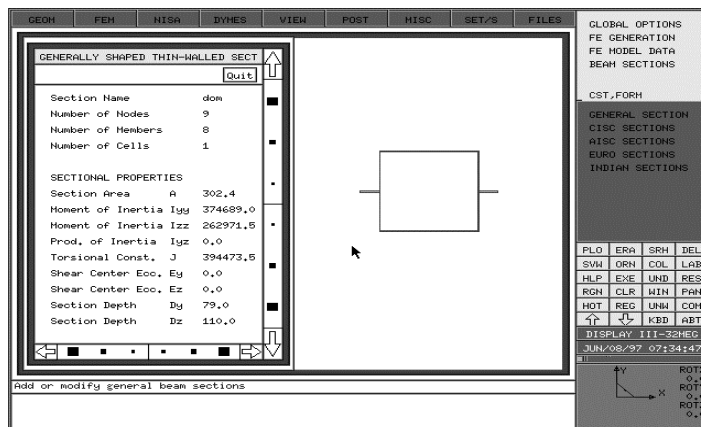 GEOM FEM NISA DYMES VIEW POST MISC SET/S FILES
GENERALLY SHAPED THIN-WALLED SECT
Quit
Section Name dom
Number of Nodes 9
Number of Members 8
Number of Cells 1
SECTIONAL PROPERTIES
Section Area A 302.4
Moment of Inertia Iyy 374689.0
Moment of Inertia Izz 262971.5
Prod. of Inertia Iyz 0.0
Torsional Const. J 394473.5
Shear Center Ecc. Ey 0.0
Shear Center Ecc. Ez 0.0
Section Depth Dy 79.0
Section Depth Dz 110.0
Add or modify general beam sections
GLOBAL OPTIONS
FE GENERATION
FE MODEL DATA
BEAM SECTIONS
_ CST,FORM
GENERAL SECTION
CISC SECTIONS
AISC SECTIONS
EURO SECTIONS
INDIAN SECTIONS
PLO ERA SRH DEL
SVW ORN COL LAB
HLP EXE UND RES
RGN CLR WIN PAN
HOT REG UNW COM
KBD ABT
DISPLAY III-32MEG
JUN/08/97 07:34:47
Y
X
ROTX
0.
ROTY
0.
ROTZ
0.